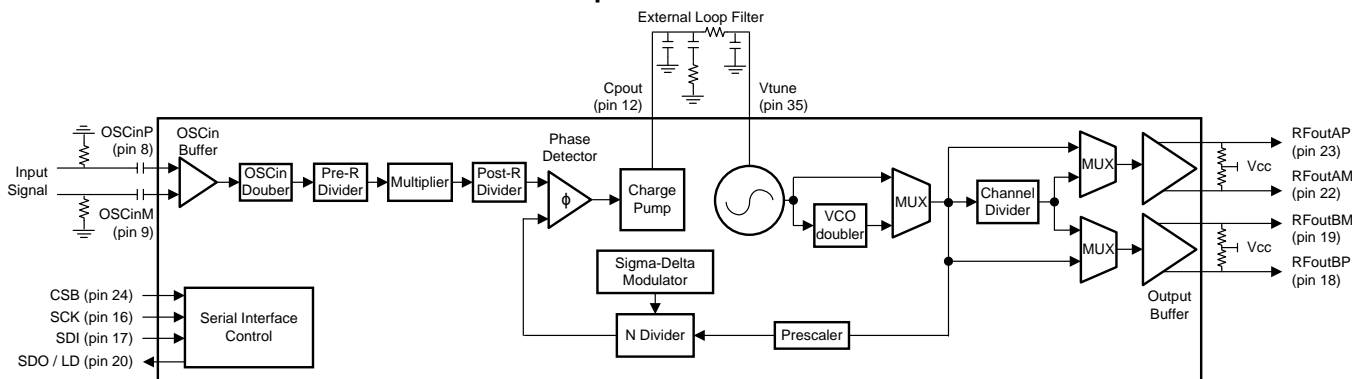 External Loop Filter
Cpout
(pin 12)
Vtune
(pin 35)
OSCinP
(pin 8)
OSCin
Buffer
Input
Signal
OSCinM
(pin 9)
OSCin
Douber
Pre-R
Divider
Multiplier
Post-R
Divider
Phase
Detector
ϕ
Charge
Pump
VCO
doubler
MUX
Channel
Divider
MUX
MUX
RFoutAP
(pin 23)
Vcc
RFoutAM
(pin 22)
RFoutBM
(pin 19)
Vcc
RFoutBP
(pin 18)
Output
Buffer
Sigma-Delta
Modulator
N Divider
Prescaler
CSB (pin 24)
SCK (pin 16)
SDI (pin 17)
SDO / LD (pin 20)
Serial Interface
Control